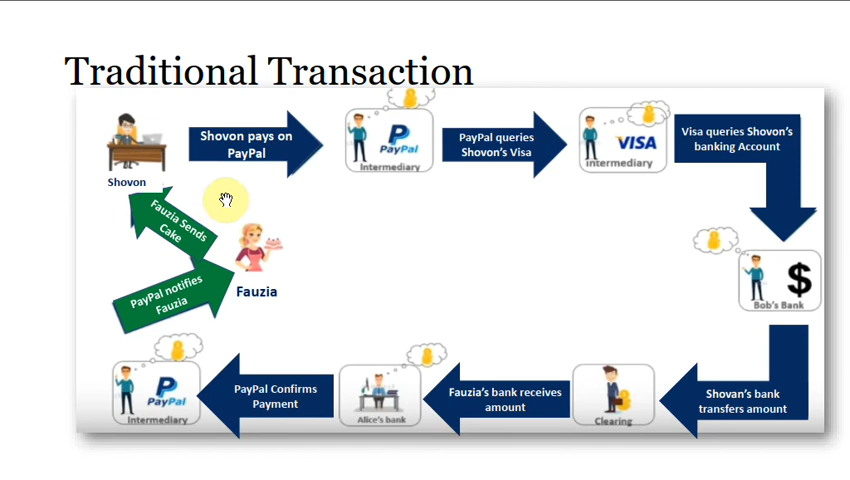 Traditional Transaction
Shovon pays on
PayPal
PayPal
Intermediary
PayPal queries
Shovon's Visa
VISA
Intermediary
Visa queries Shovon's
banking Account
Shovon
Fauzia Sends
Cake
Fauzia
PayPal notifies
Fauzia
$
Bob's Bank
Shovan's bank
transfers amount
Clearing
Fauzia's bank receives
amount
Alice's bank
PayPal Confirms
Payment
PayPal
Intermediary